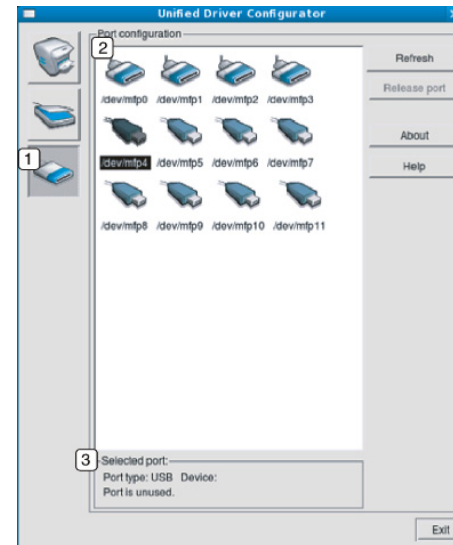 Unified Driver Configurator
Port configuration
2
Refresh
/dev/mfp0 /dev/mfp1 /dev/mfp2 /dev/mfp3
Release port
About
1
/dev/mfp4 /dev/mfp5 /dev/mfp6 /dev/mfp7
Help
/dev/mfp8 /dev/mfp9 /dev/mfp10 /dev/mfp11
3
Selected port:
Port type: USB Device:
Port is unused.
Exit